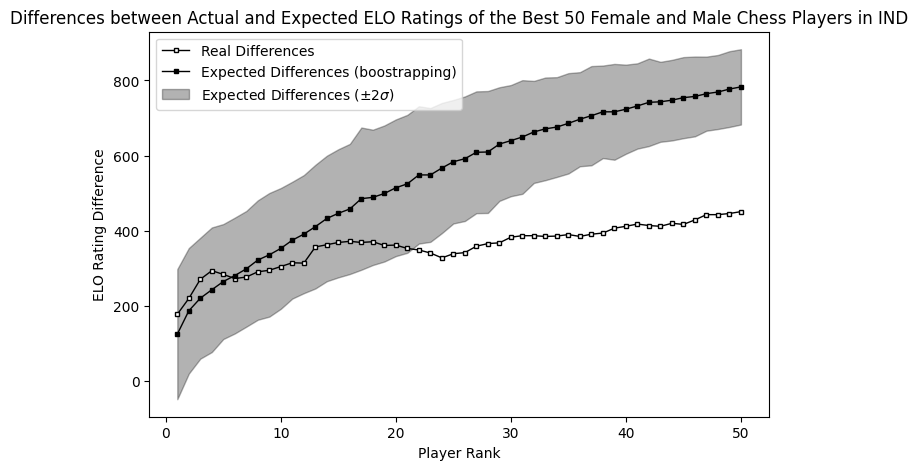 Differences between Actual and Expected ELO Ratings of the Best 50 Female and Male Chess Players in IND
Real Differences
Expected Differences (boostrapping)
Expected Differences (±2σ)
800
600
400
200
0
ELO Rating Difference
0 10 20 30 40 50
Player Rank